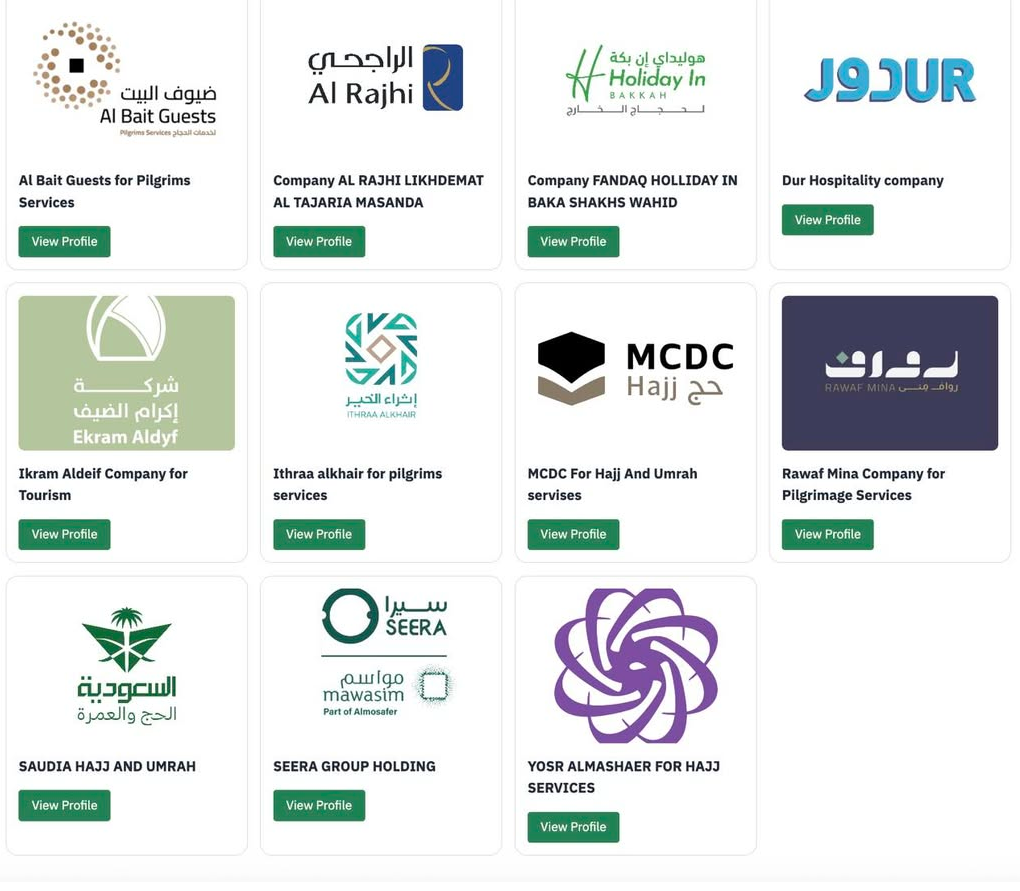 ضيوف البيت
Al Bait Guests
Pilgrims Services لخدمات الحجاج
Al Bait Guests for Pilgrims
Services
View Profile
الراجحي
Al Rajhi
Company AL RAJHI LIKHDEMAT
AL TAJARIA MASANDA
View Profile
هوليداي إن بكة
Holiday In
BAKKAH
لحجاج الخارج
Company FANDAQ HOLLIDAY IN
BAKA SHAKHS WAHID
View Profile
دور DUR
Dur Hospitality company
View Profile
شركة
إكرام الضيف
Ekram Aldyf
Ikram Aldeif Company for
Tourism
View Profile
إثراء الخير
ITHRAA ALKHAIR
Ithraa alkhair for pilgrims
services
View Profile
MCDC
Hajj حج
MCDC For Hajj And Umrah
servises
View Profile
روافـ
RAWAF MINA روافـ منـى
Rawaf Mina Company for
Pilgrimage Services
View Profile
السعودية
الحج والعمرة
SAUDIA HAJJ AND UMRAH
View Profile
سيرا
SEERA
مواسم
mawasim
Part of Almosafer
SEERA GROUP HOLDING
View Profile
YOSR ALMASHAER FOR HAJJ
SERVICES
View Profile